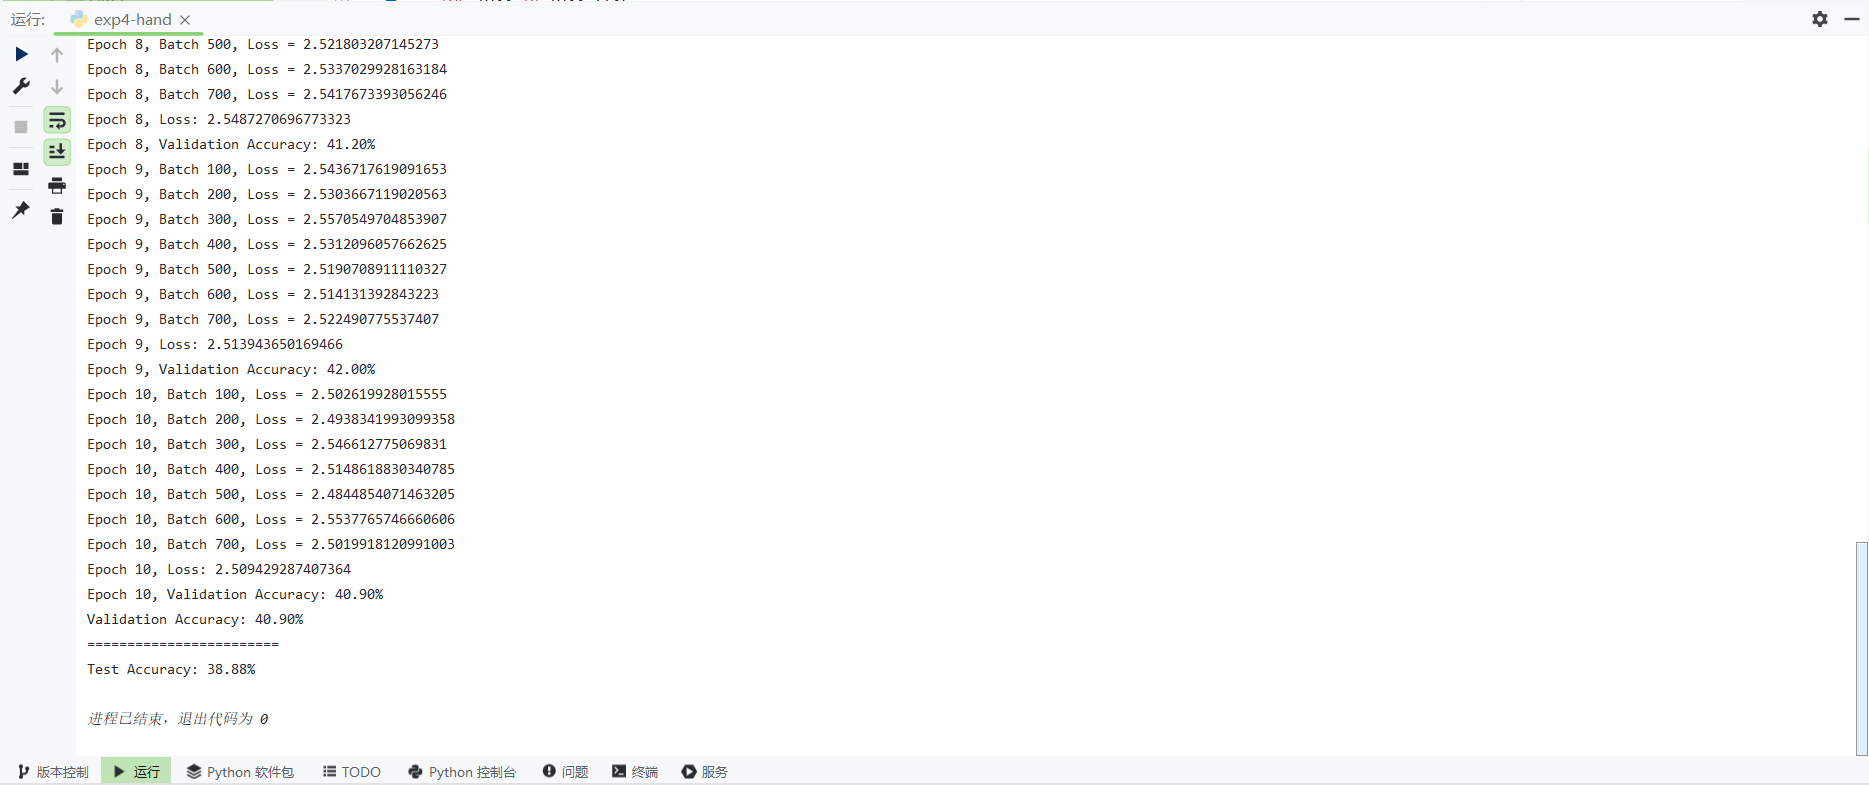 运行: exp4-hand
Epoch 8, Batch 500, Loss = 2.521803207145273
Epoch 8, Batch 600, Loss = 2.5337029928163184
Epoch 8, Batch 700, Loss = 2.5417673393056246
Epoch 8, Loss: 2.5487270696773323
Epoch 8, Validation Accuracy: 41.20%
Epoch 9, Batch 100, Loss = 2.5436717619091653
Epoch 9, Batch 200, Loss = 2.5303667119020563
Epoch 9, Batch 300, Loss = 2.5570549704853907
Epoch 9, Batch 400, Loss = 2.5312096057662625
Epoch 9, Batch 500, Loss = 2.5190708911110327
Epoch 9, Batch 600, Loss = 2.514131392843223
Epoch 9, Batch 700, Loss = 2.522490775537407
Epoch 9, Loss: 2.513943650169466
Epoch 9, Validation Accuracy: 42.00%
Epoch 10, Batch 100, Loss = 2.502619928015555
Epoch 10, Batch 200, Loss = 2.4938341993099358
Epoch 10, Batch 300, Loss = 2.546612775069831
Epoch 10, Batch 400, Loss = 2.5148618830340785
Epoch 10, Batch 500, Loss = 2.4844854071463205
Epoch 10, Batch 600, Loss = 2.5537765746660606
Epoch 10, Batch 700, Loss = 2.5019918120991003
Epoch 10, Loss: 2.509429287407364
Epoch 10, Validation Accuracy: 40.90%
Validation Accuracy: 40.90%
========================
Test Accuracy: 38.88%
进程已结束，退出代码为 0
版本控制 运行 Python 软件包 TODO Python 控制台 问题 终端 服务